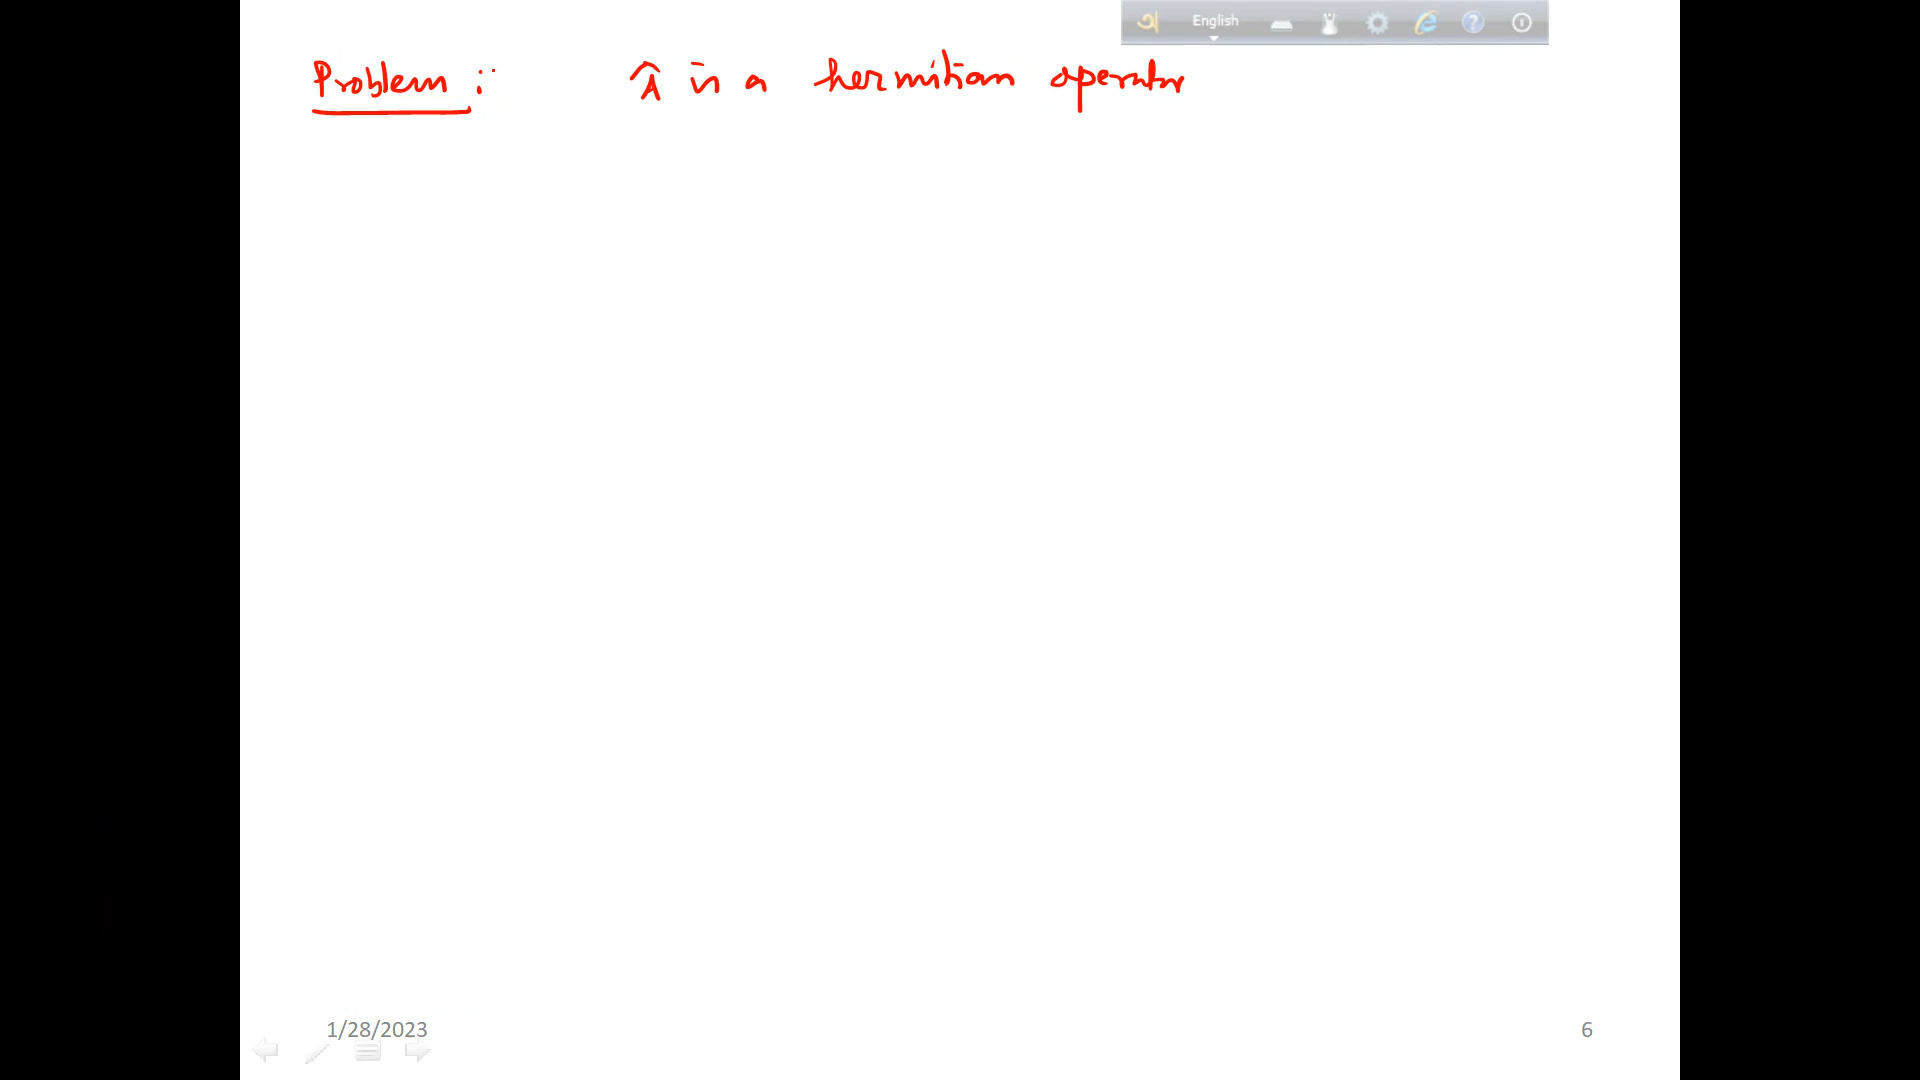 অ English
Problem : Â is a hermitian operator
1/28/2023 6